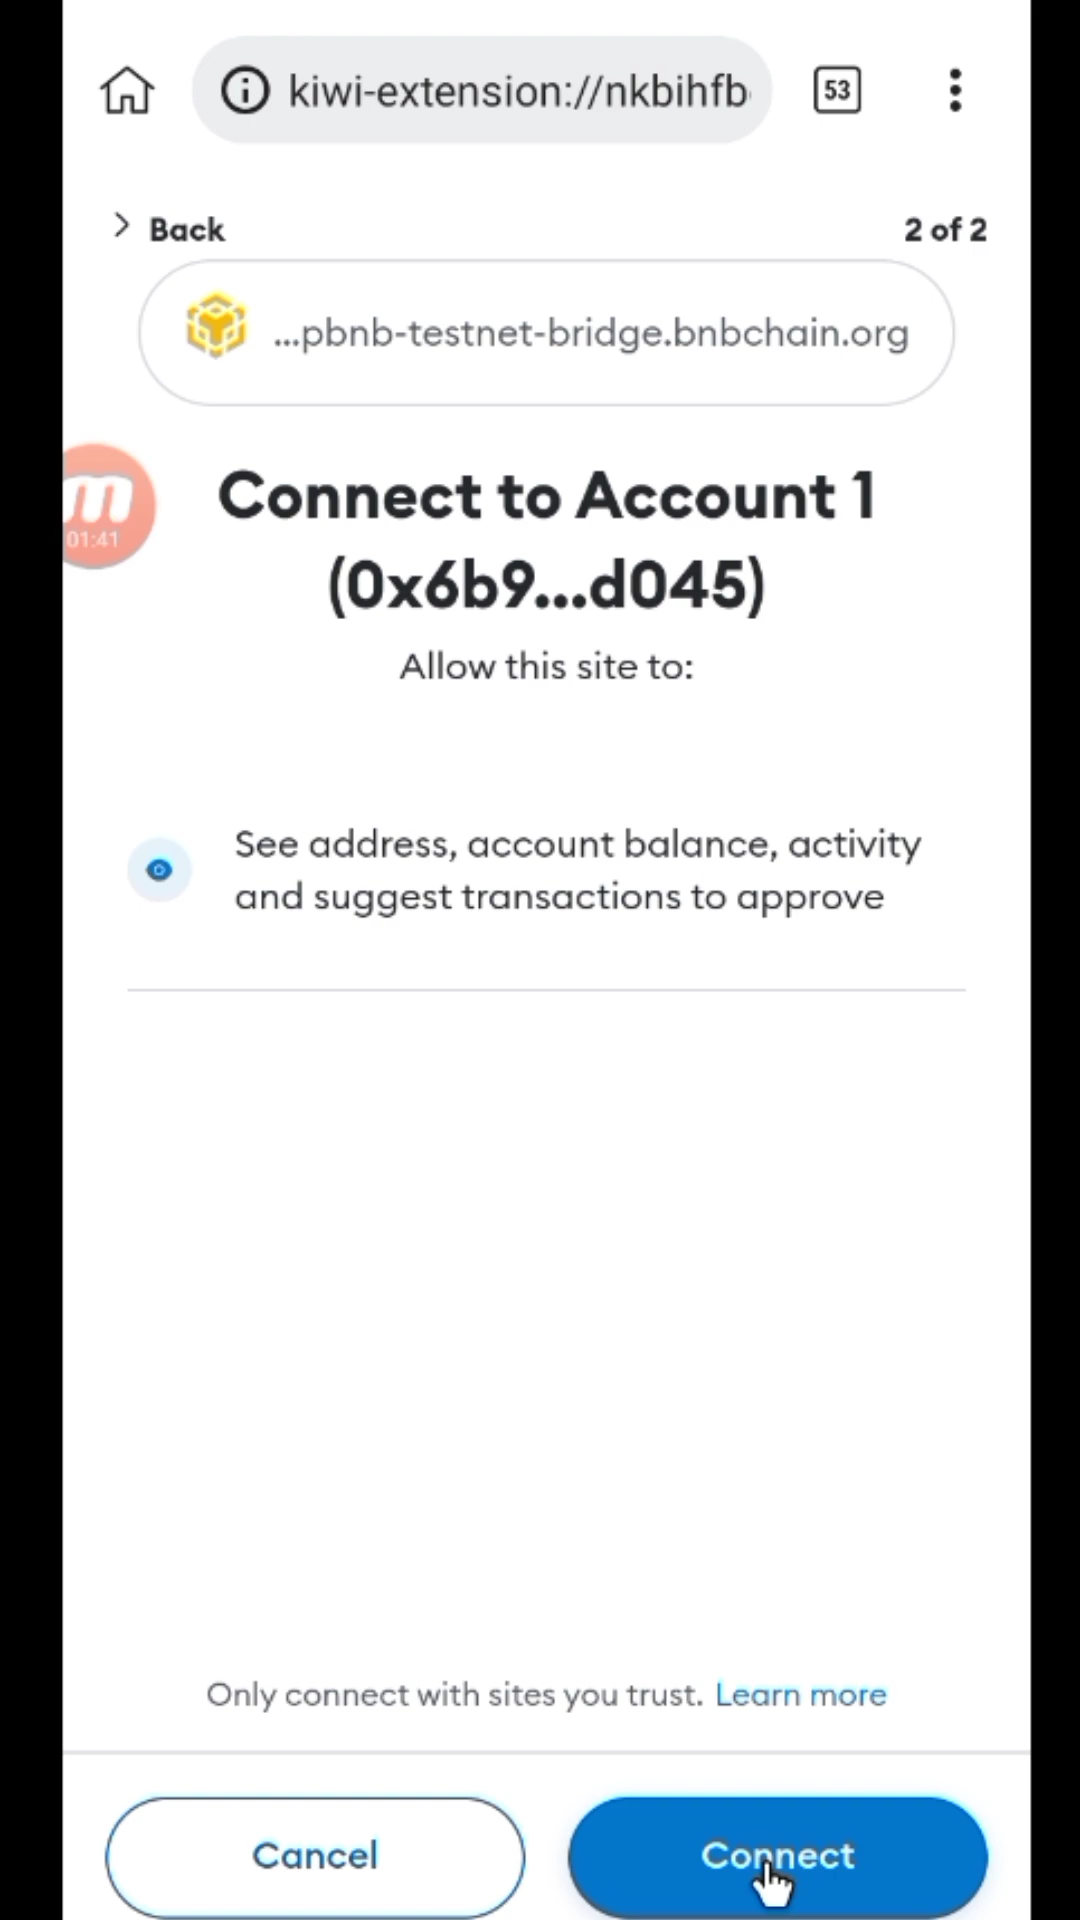 kiwi-extension://nkbihfb
53
Back
2 of 2
...pbnb-testnet-bridge.bnbchain.org
m
01:41
Connect to Account 1
(0x6b9...d045)
Allow this site to:
See address, account balance, activity
and suggest transactions to approve
Only connect with sites you trust. Learn more
Cancel
Connect